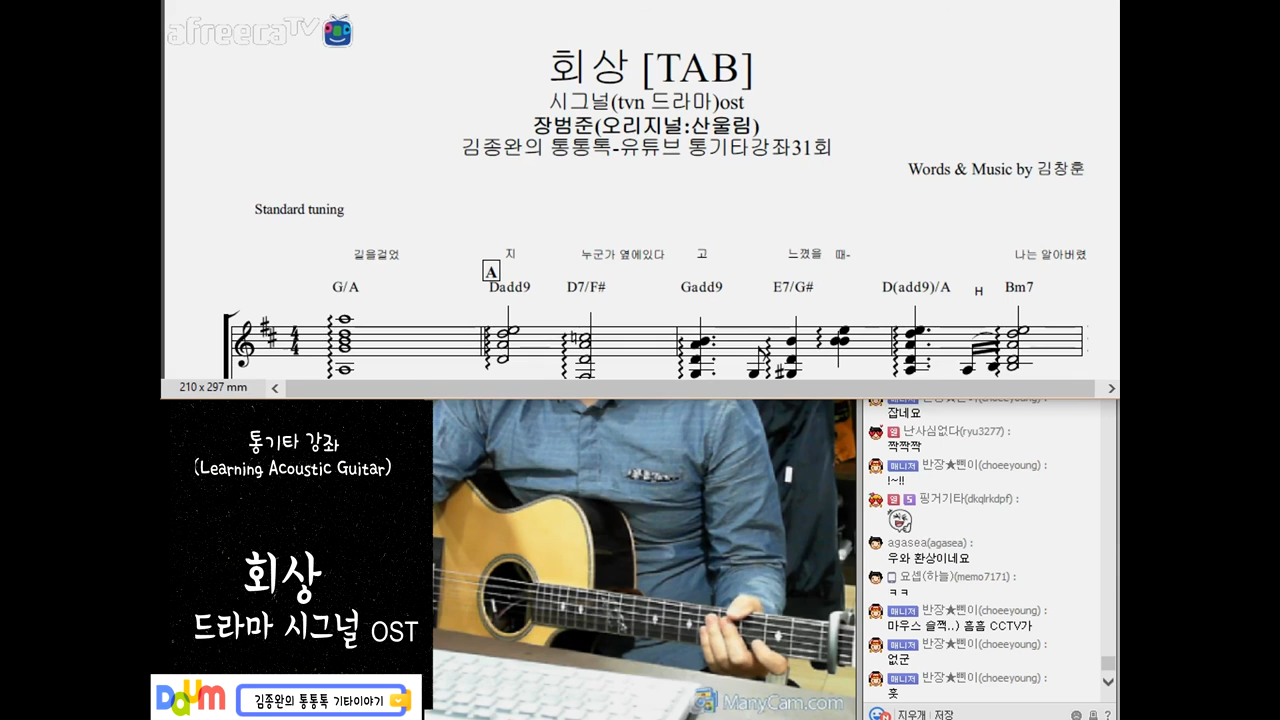 afreecaTV
회상 [TAB]
시그널(tvn 드라마)ost
장범준(오리지널:산울림)
김종완의 통통톡-유튜브 통기타강좌31회
Words & Music by 김창훈
Standard tuning
길을걸었 지 누군가 옆에있다 고 느꼈을 때- 나는 알아버렸
A
G/A Dadd9 D7/F# Gadd9 E7/G# D(add9)/A H Bm7
4
4
210 x 297 mm
통기타 강좌
(Learning Acoustic Guitar)
회상
드라마 시그널 OST
Daum 김종완의 통통톡 기타이야기
ManyCam.com
잡네요
열 난사심없다(ryu3277) :
짝짝짝
매니저 반장★삔이(choeeyoung) :
!~!!
열 S 핑거기타(dkqlrkdpf) :
agasea(agasea) :
우와 환상이네요
요셉(하늘)(memo7171) :
ㅋㅋ
매니저 반장★삔이(choeeyoung) :
마우스 슬쩍..) 흠흠 CCTV가
매니저 반장★삔이(choeeyoung) :
없군
매니저 반장★삔이(choeeyoung) :
훗
지우개 저장 ?